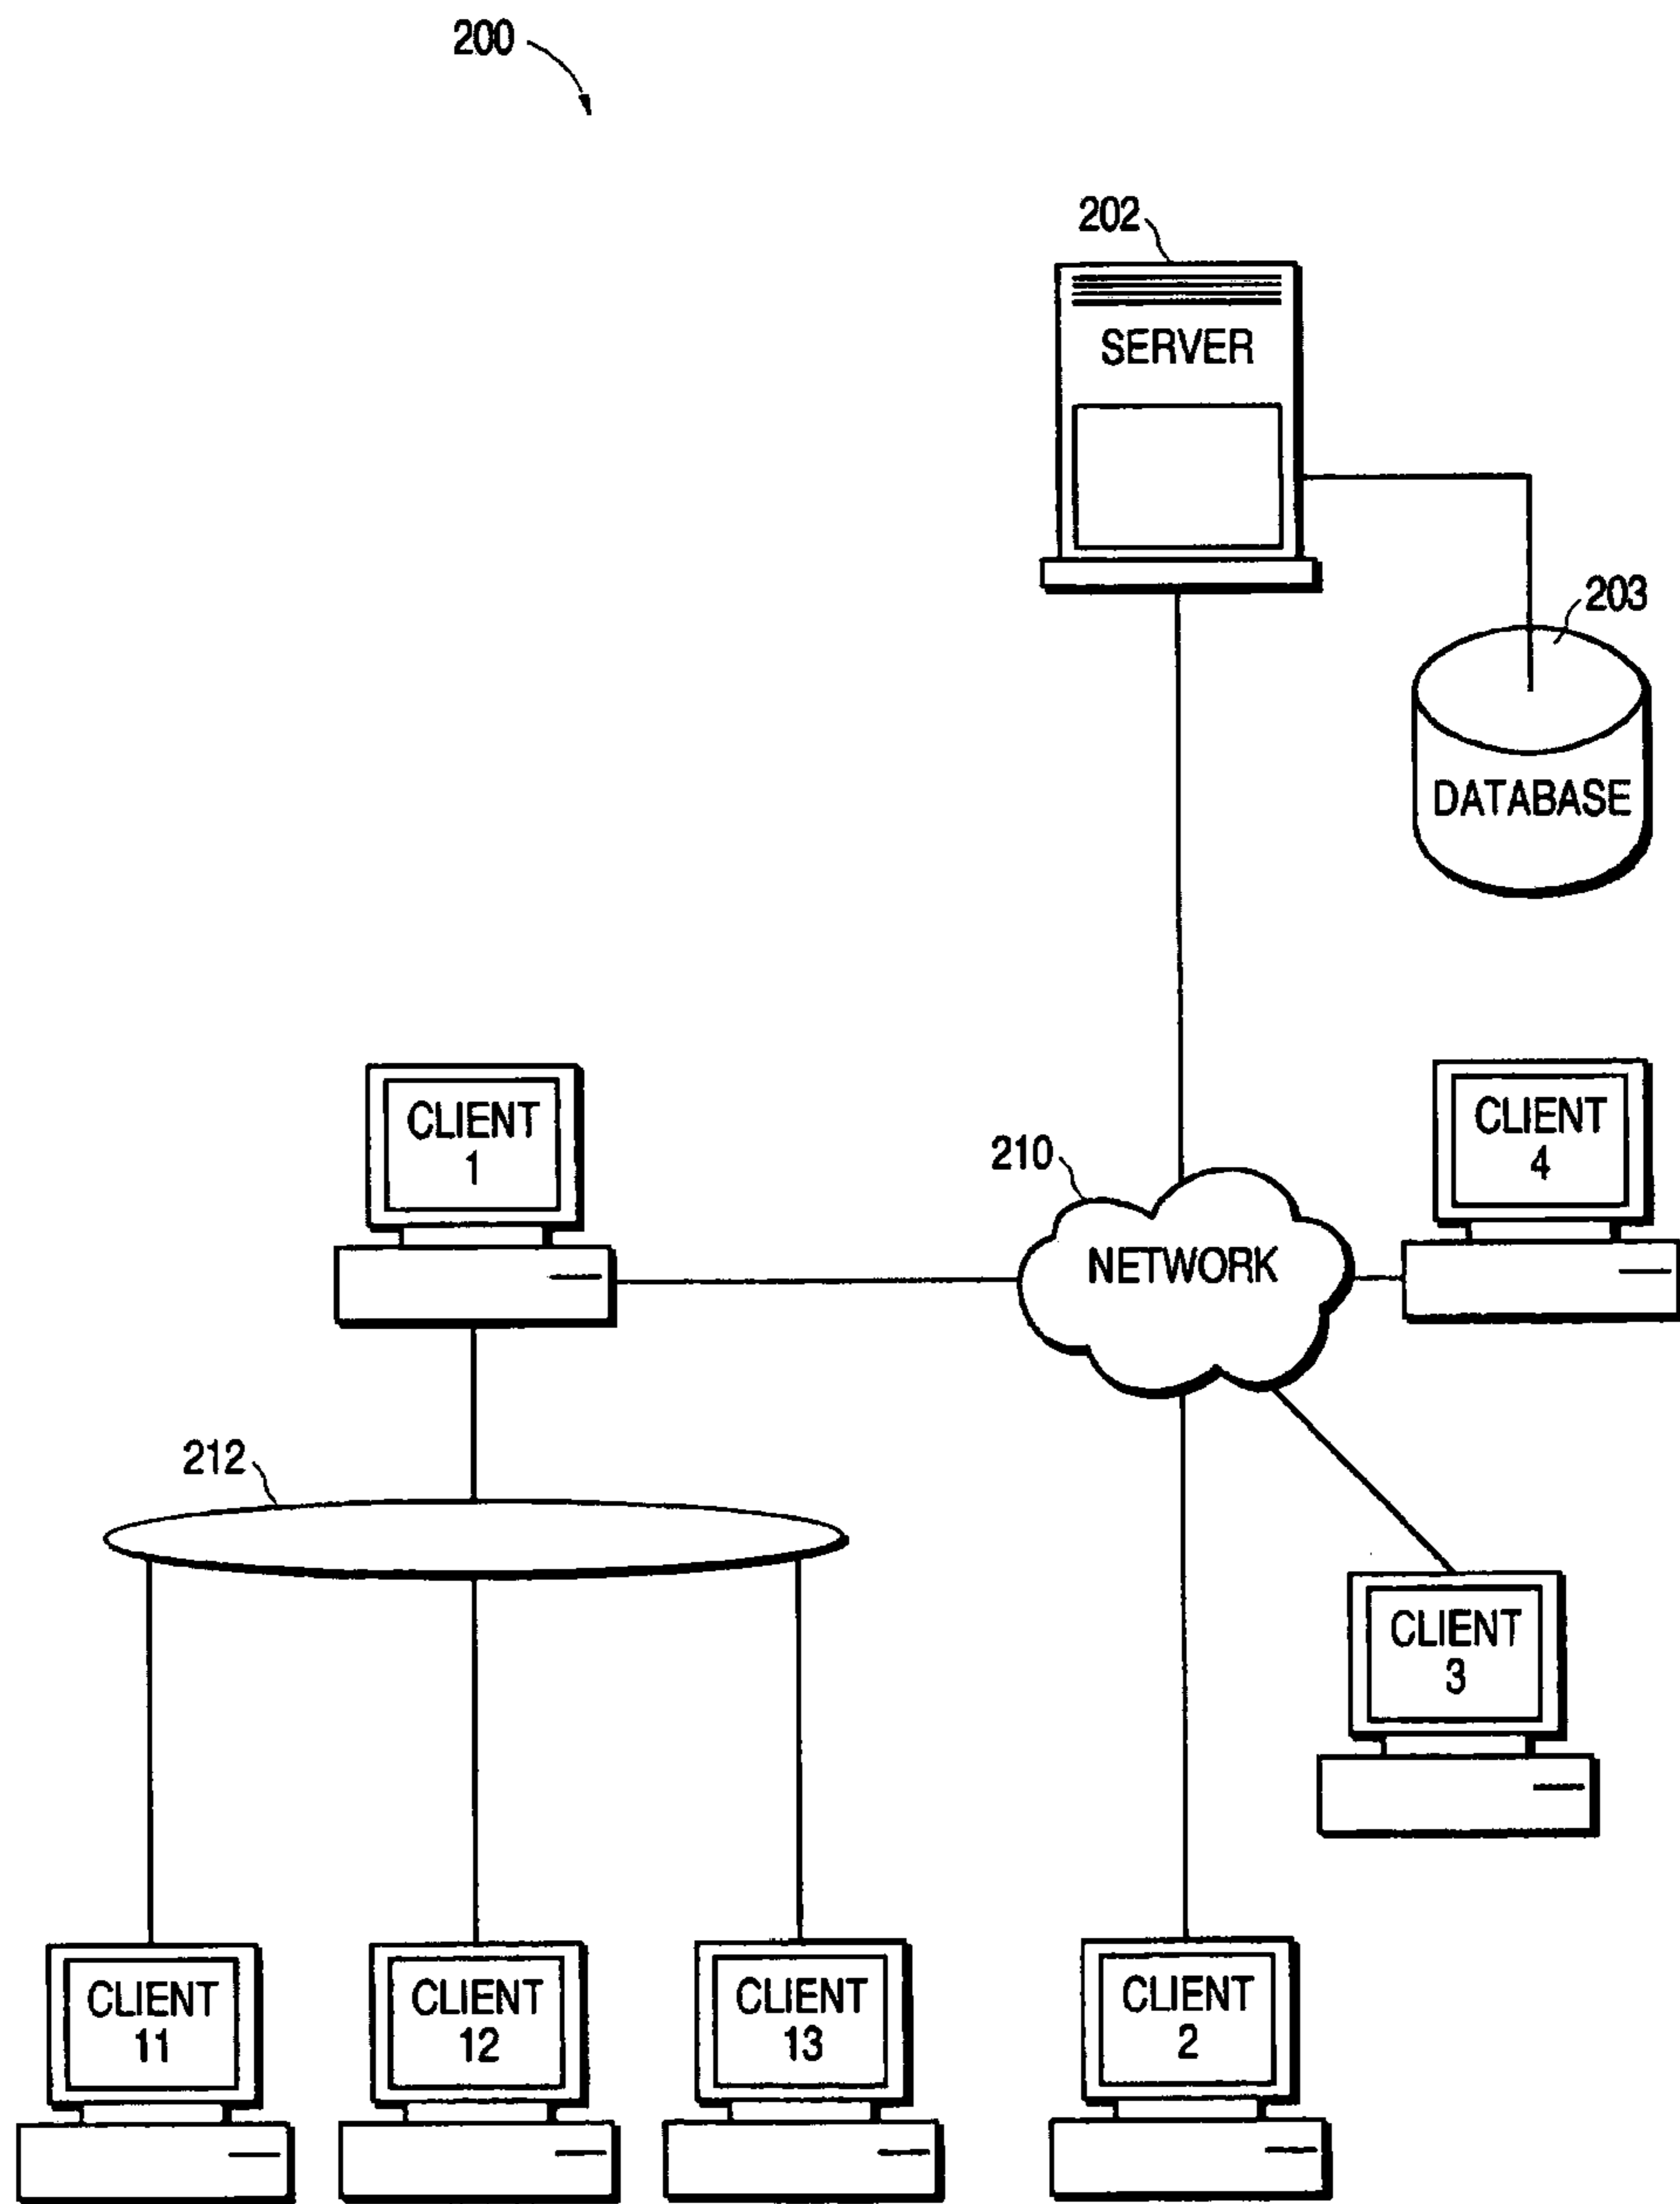 200
202
SERVER
203
DATABASE
CLIENT
1
210
NETWORK
CLIENT
4
212
CLIENT
3
CLIENT
11
CLIENT
12
CLIENT
13
CLIENT
2